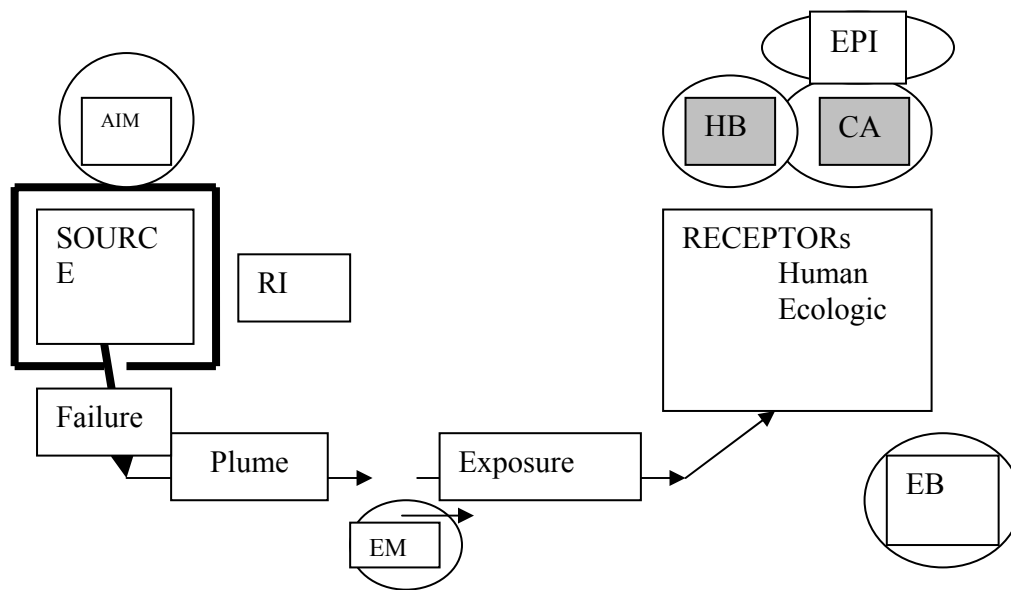 EPI
AIM
HB
CA
SOURC
E
RECEPTORs
Human
Ecologic
RI
Failure
Plume
Exposure
EB
EM